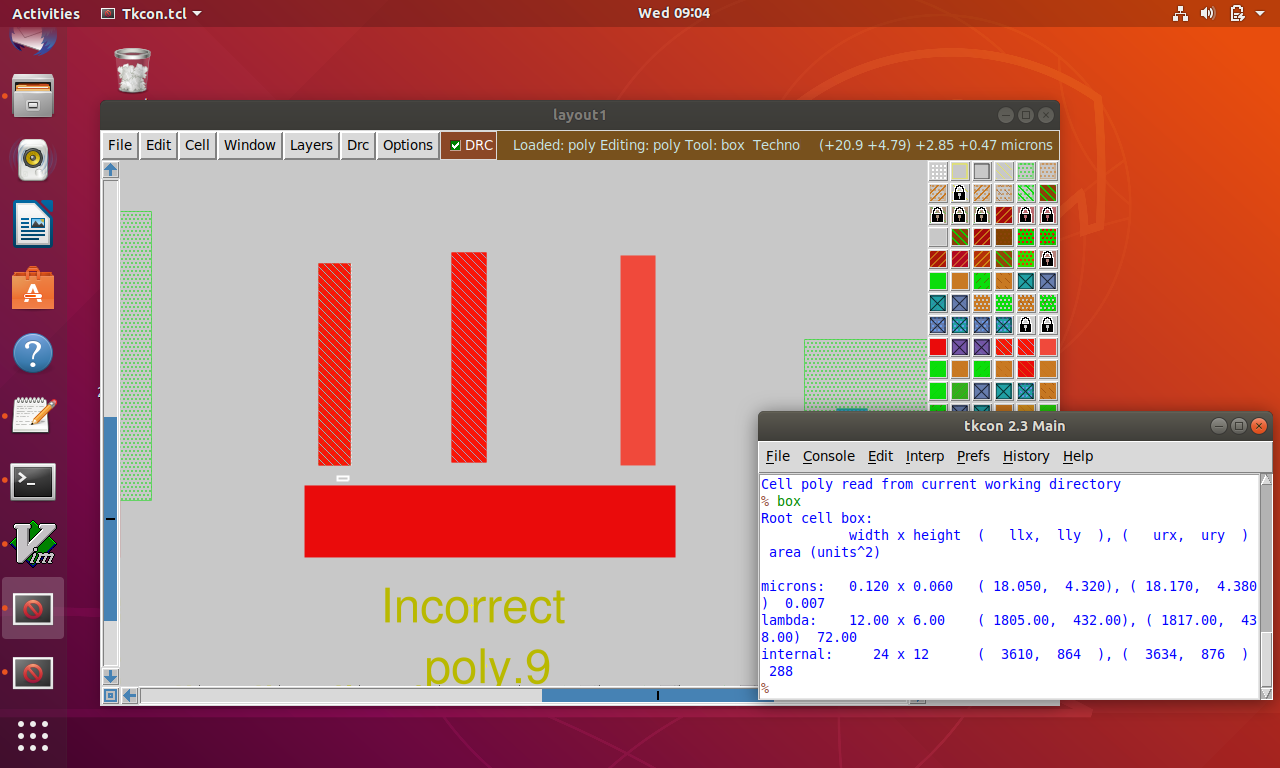 Activities
Tkcon.tcl
Wed 09:04
layout1
File Edit Cell Window Layers Drc Options DRC Loaded: poly Editing: poly Tool: box Techno (+20.9 +4.79) +2.85 +0.47 microns
Incorrect
poly.9
tkcon 2.3 Main
File Console Edit Interp Prefs History Help
Cell poly read from current working directory
% box
Root cell box:
width x height ( llx, lly ), ( urx, ury )
area (units^2)
microns: 0.120 x 0.060 ( 18.050, 4.320), ( 18.170, 4.380
) 0.007
lambda: 12.00 x 6.00 ( 1805.00, 432.00), ( 1817.00, 43
8.00) 72.00
internal: 24 x 12 ( 3610, 864 ), ( 3634, 876 )
288
%